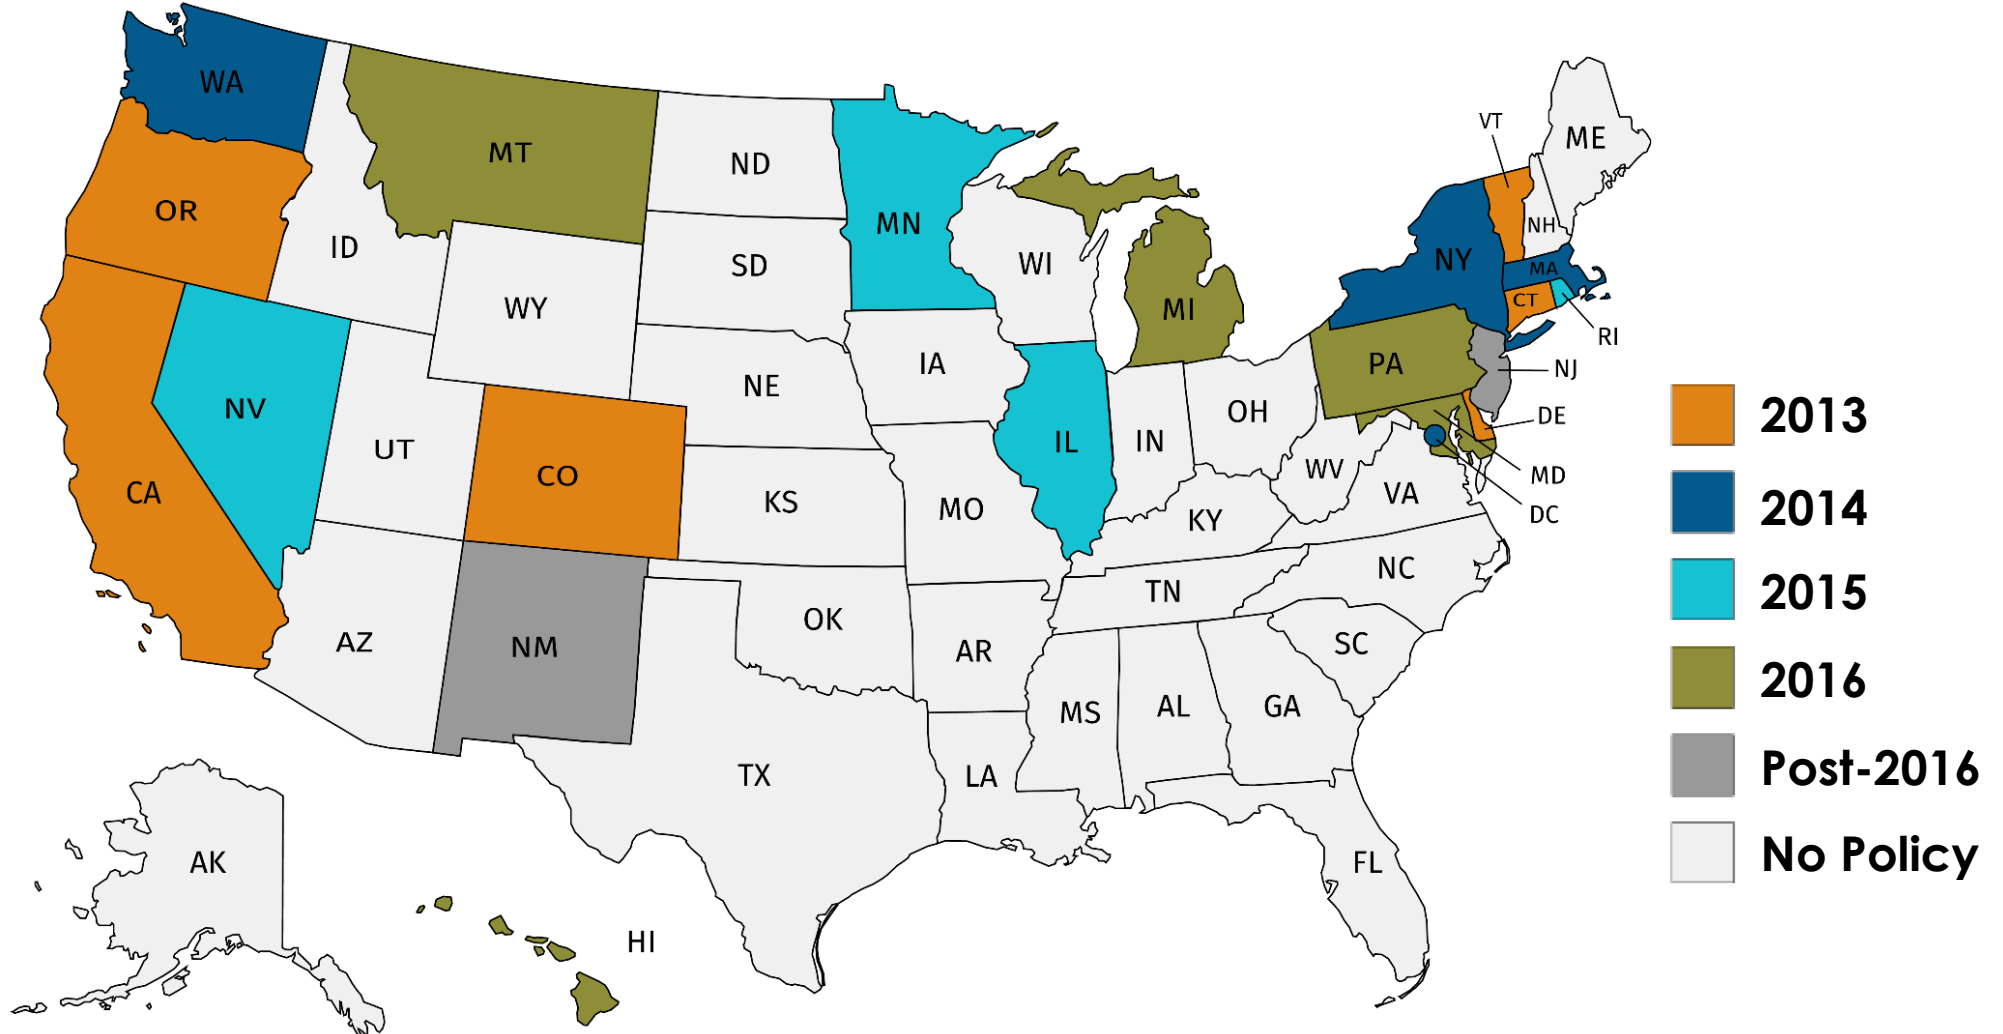 WA
MT
ND
MN
VT
ME
OR
ID
SD
WI
NH
NY
MA
WY
MI
CT
RI
NV
NE
IA
PA
NJ
2013
UT
CO
IL
IN
OH
DE
CA
KS
MO
WV
VA
MD
DC
2014
KY
AZ
NM
OK
TN
NC
2015
AR
SC
2016
MS
AL
GA
TX
LA
Post-2016
AK
FL
No Policy
HI